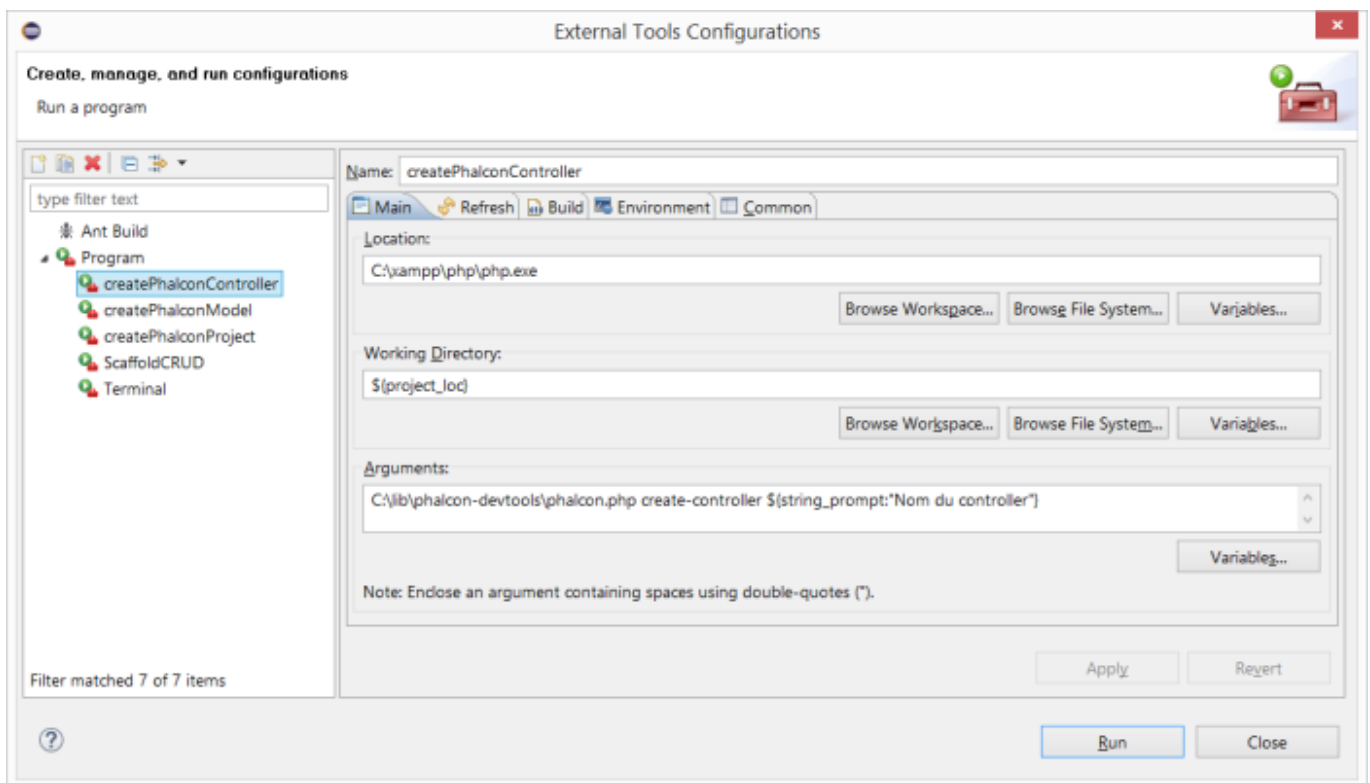 External Tools Configurations
Create, manage, and run configurations
Run a program
type filter text
Ant Build
Program
createPhalconController
createPhalconModel
createPhalconProject
ScaffoldCRUD
Terminal
Filter matched 7 of 7 items
Name: createPhalconController
Main Refresh Build Environment Common
Location:
C:\xampp\php\php.exe
Browse Workspace... Browse File System... Variables...
Working Directory:
${project_loc}
Browse Workspace... Browse File System... Variables...
Arguments:
C:\lib\phalcon-devtools\phalcon.php create-controller ${string_prompt:"Nom du controller"}
Variables...
Note: Enclose an argument containing spaces using double-quotes (").
Apply Revert
Run Close